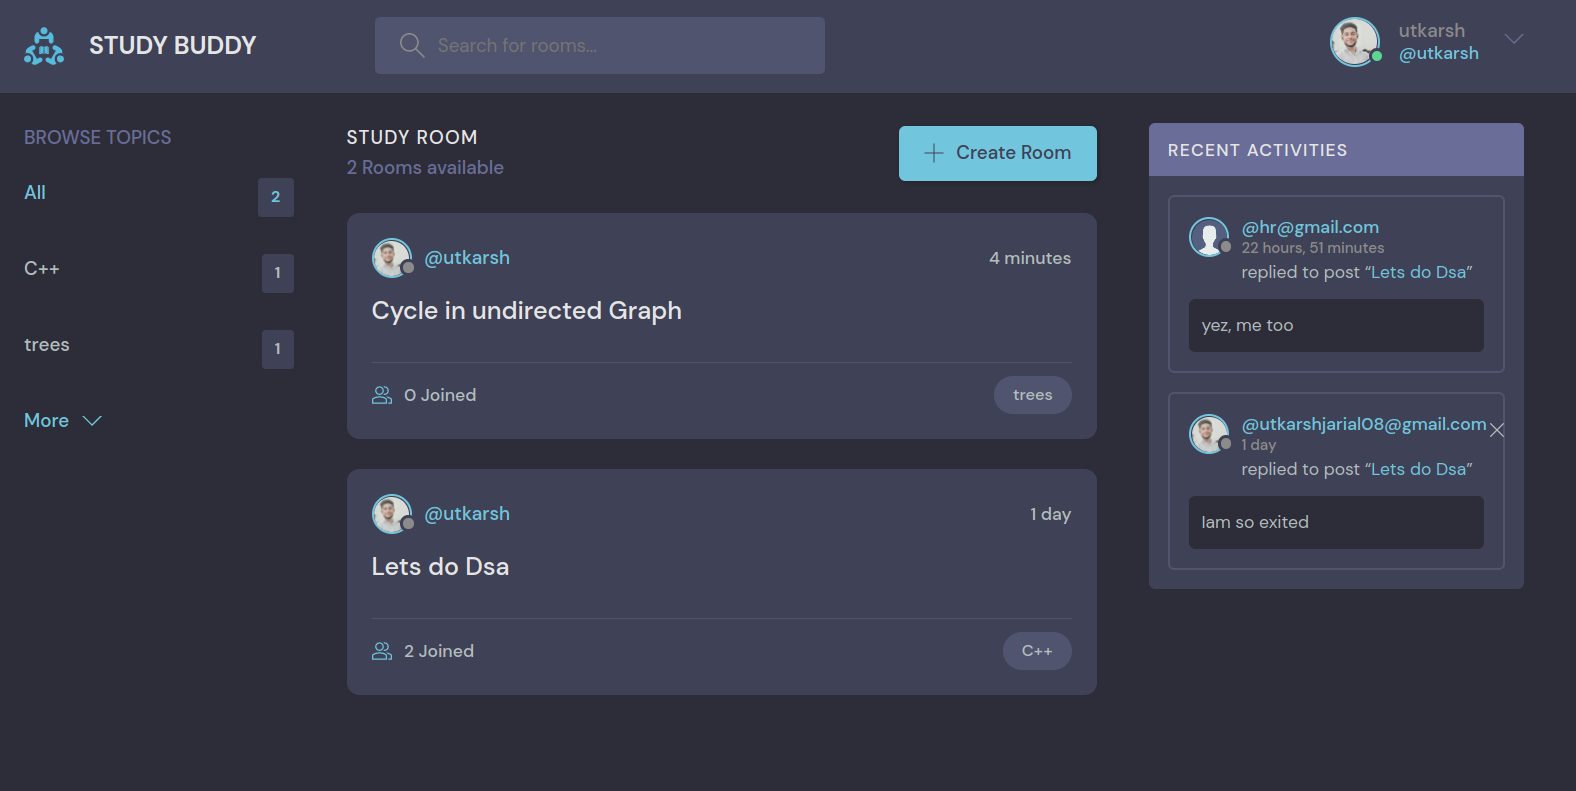 STUDY BUDDY
Search for rooms...
utkarsh
@utkarsh
BROWSE TOPICS
All
2
C++
1
trees
1
More
STUDY ROOM
2 Rooms available
Create Room
@utkarsh
4 minutes
Cycle in undirected Graph
0 Joined
trees
@utkarsh
1 day
Lets do Dsa
2 Joined
C++
RECENT ACTIVITIES
@hr@gmail.com
22 hours, 51 minutes
replied to post “Lets do Dsa”
yez, me too
@utkarshjarial08@gmail.com
1 day
replied to post “Lets do Dsa”
Iam so exited